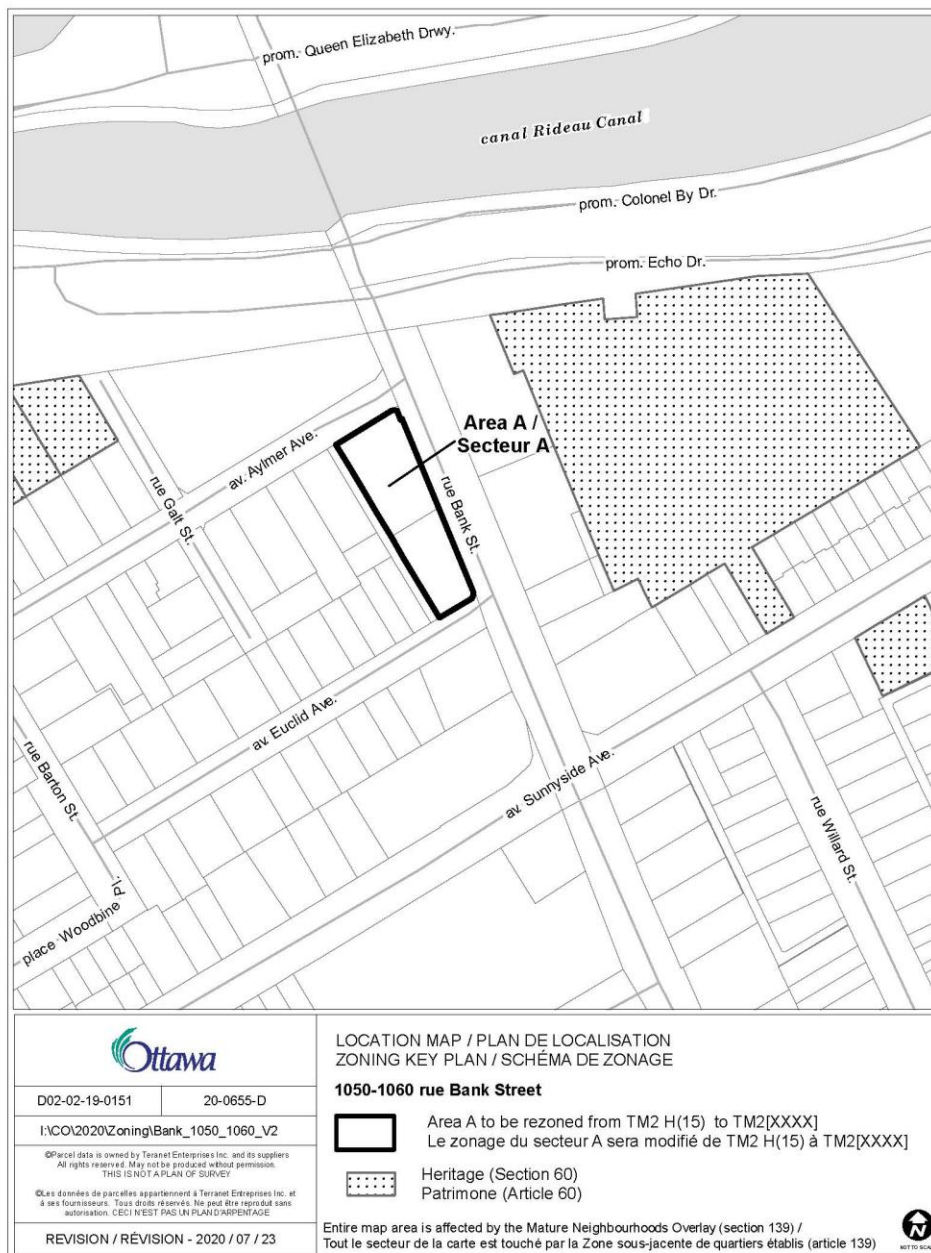 prom. Queen Elizabeth Drwy.
canal Rideau Canal
prom. Colonel By Dr.
prom. Echo Dr.
Area A /
Secteur A
av. Aylmer Ave.
rue Galt St.
rue Bank St.
av. Euclid Ave.
rue Barton St.
av. Sunnyside Ave.
rue Willard St.
place Woodbine Pl.
Ottawa
D02-02-19-0151
20-0655-D
I:\CO\2020\Zoning\Bank_1050_1060_V2
©Parcel data is owned by Teranet Enterprises Inc. and its suppliers
All rights reserved. May not be produced without permission.
THIS IS NOT A PLAN OF SURVEY
©Les données de parcelles appartiennent à Terranet Entreprises Inc. et
à ses fournisseurs. Tous droits réservés. Ne peut être reproduit sans
autorisation. CECI N'EST PAS UN PLAN D'ARPENTAGE
REVISION / RÉVISION - 2020 / 07 / 23
LOCATION MAP / PLAN DE LOCALISATION
ZONING KEY PLAN / SCHÉMA DE ZONAGE
1050-1060 rue Bank Street
Area A to be rezoned from TM2 H(15) to TM2[XXXX]
Le zonage du secteur A sera modifié de TM2 H(15) à TM2[XXXX]
Heritage (Section 60)
Patrimone (Article 60)
Entire map area is affected by the Mature Neighbourhoods Overlay (section 139) /
Tout le secteur de la carte est touché par la Zone sous-jacente de quartiers établis (article 139)
N
NOT TO SCALE